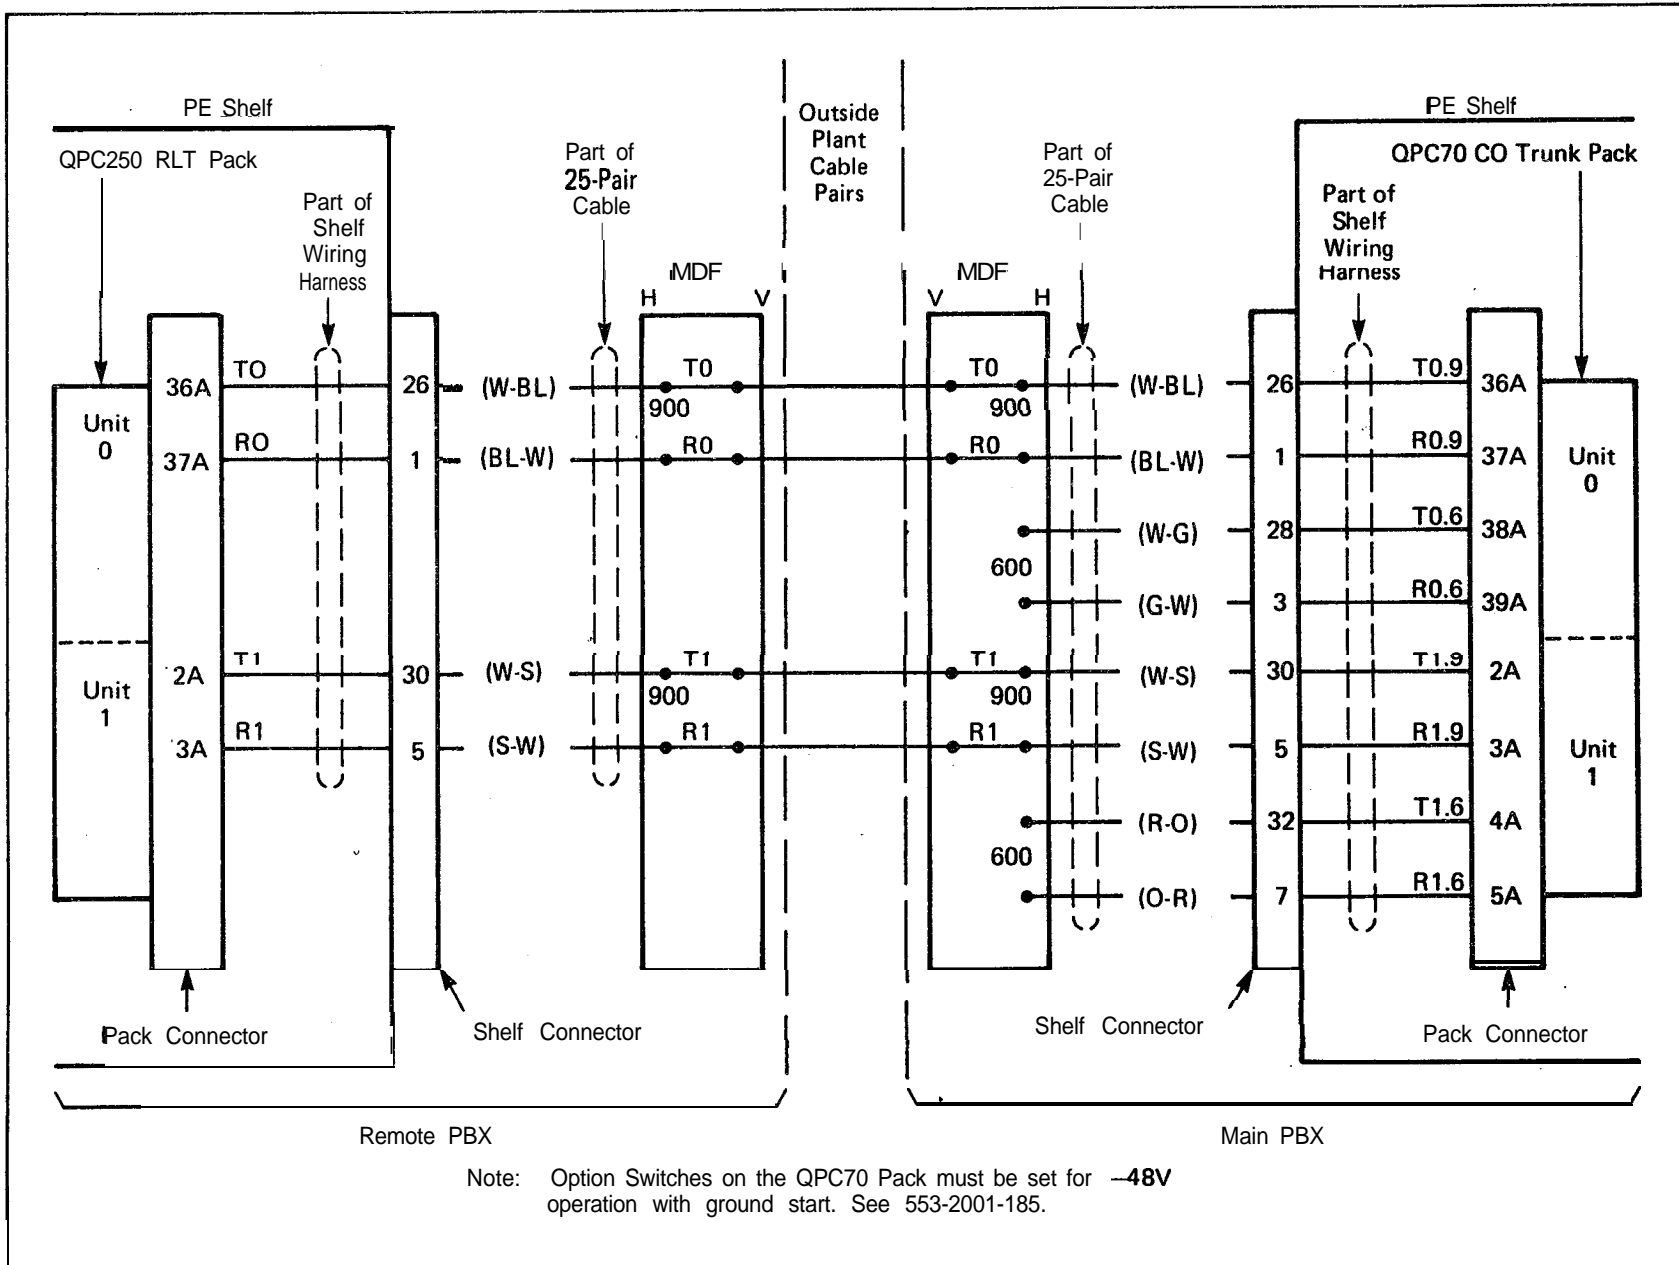 PE Shelf
QPC250 RLT Pack
Part of
Shelf
Wiring
Harness
Part of
25-Pair
Cable
Outside
Plant
Cable
Pairs
Part of
25-Pair
Cable
PE Shelf
QPC70 CO Trunk Pack
Part of
Shelf
Wiring
Harness
MDF
H V
MDF
V H
36A TO 26 (W-BL) T0 T0 (W-BL) 26 T0.9 36A
900 900
Unit
0
37A RO 1 (BL-W) R0 R0 (BL-W) 1 R0.9 37A
Unit
0
(W-G) 28 T0.6 38A
600
(G-W) 3 R0.6 39A
2A T1 30 (W-S) T1 T1 (W-S) 30 T1.9 2A
900 900
Unit
1
3A R1 5 (S-W) R1 R1 (S-W) 5 R1.9 3A
Unit
1
(R-O) 32 T1.6 4A
600
(O-R) 7 R1.6 5A
Pack Connector
Shelf Connector
Shelf Connector
Pack Connector
Remote PBX
Main PBX
Note: Option Switches on the QPC70 Pack must be set for —48V
operation with ground start. See 553-2001-185.